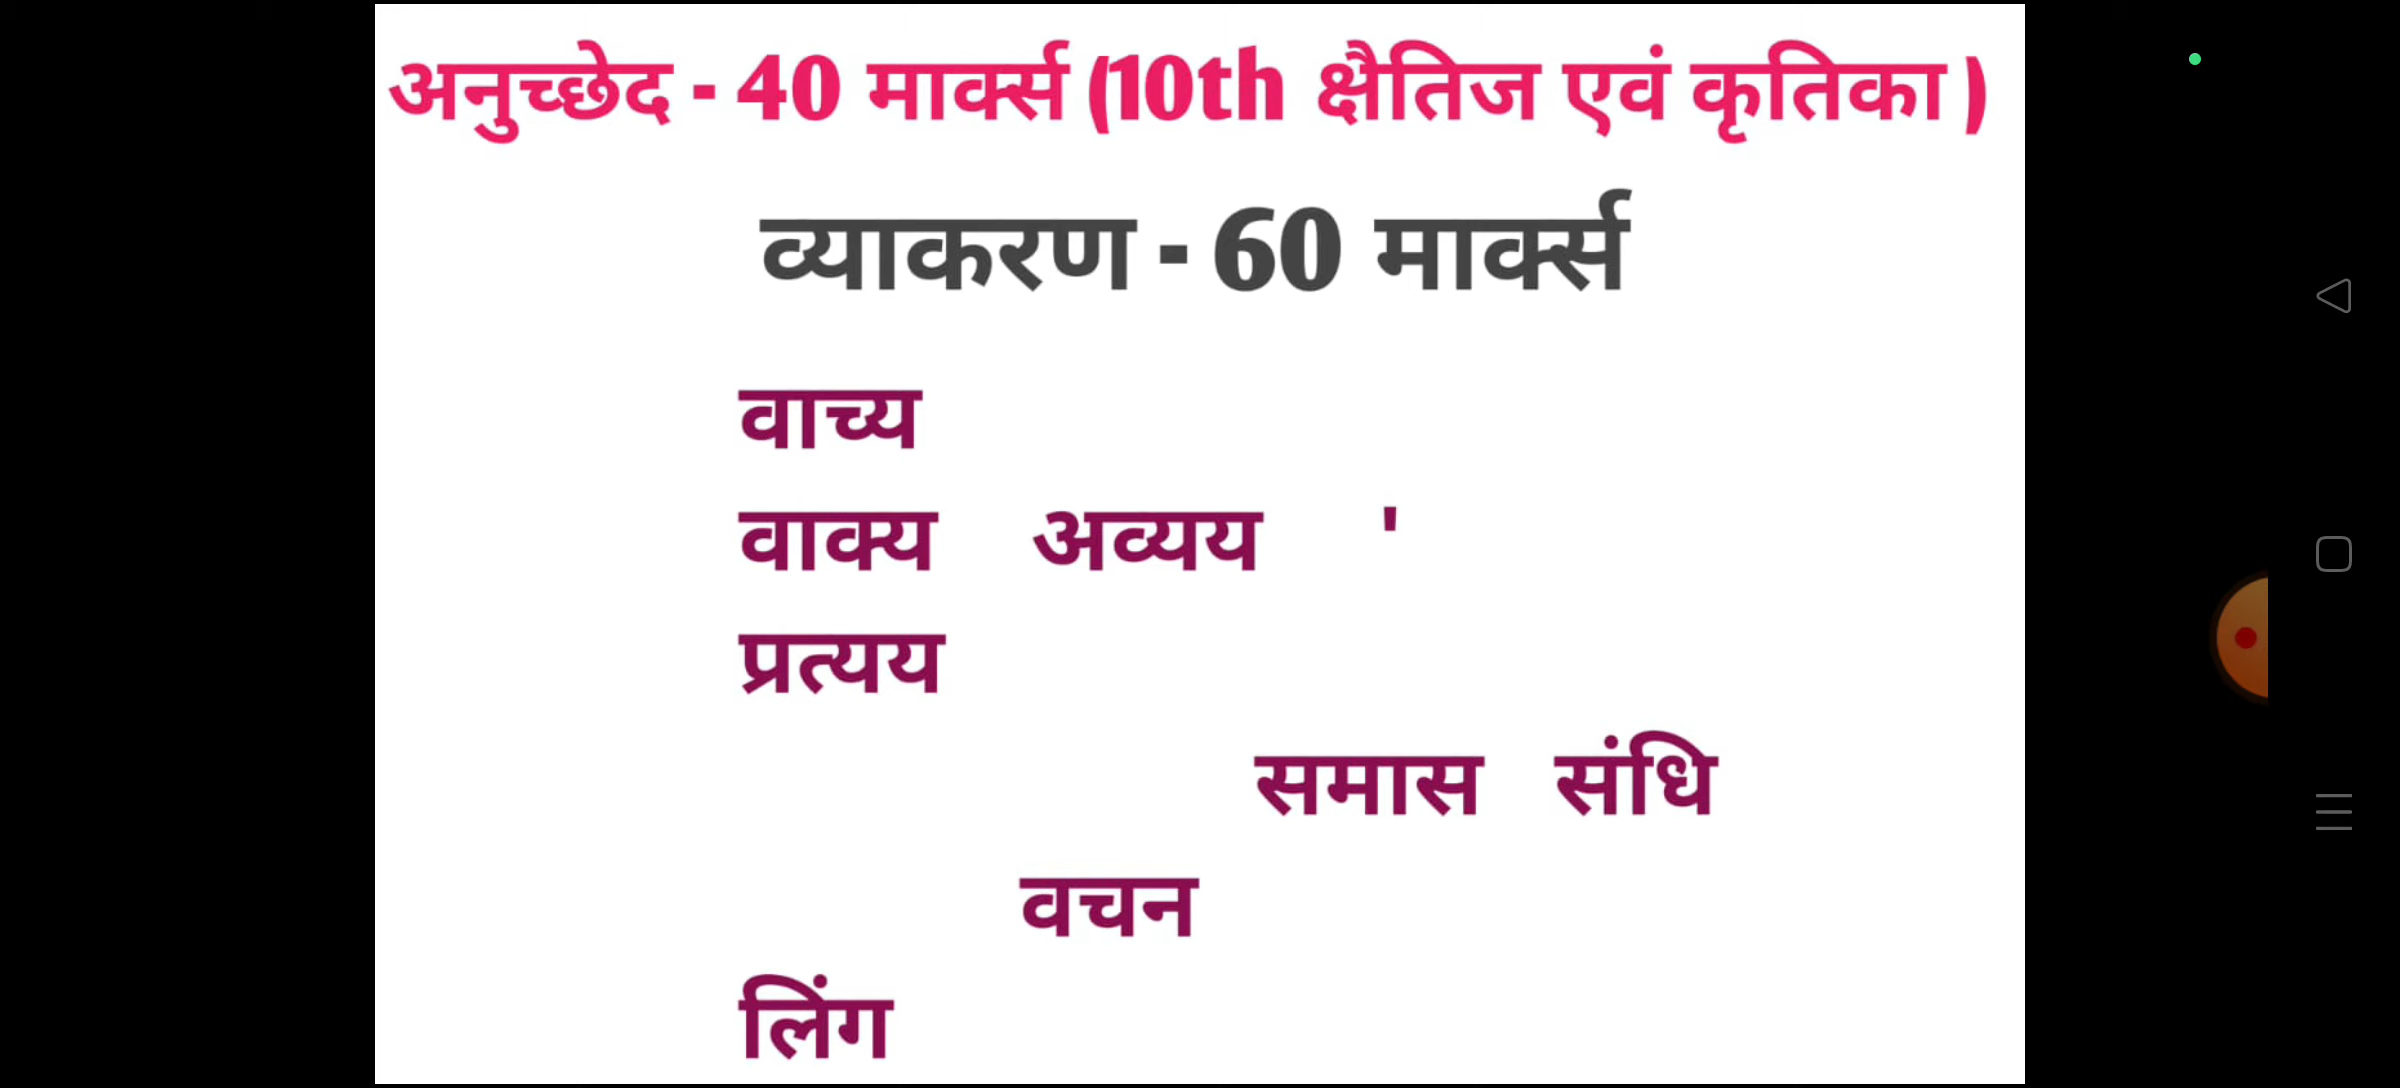 अनुच्छेद - 40 मार्क्स (10th क्षैतिज एवं कृतिका )
व्याकरण - 60 मार्क्स
वाच्य
वाक्य अव्यय '
प्रत्यय
समास संधि
वचन
लिंग